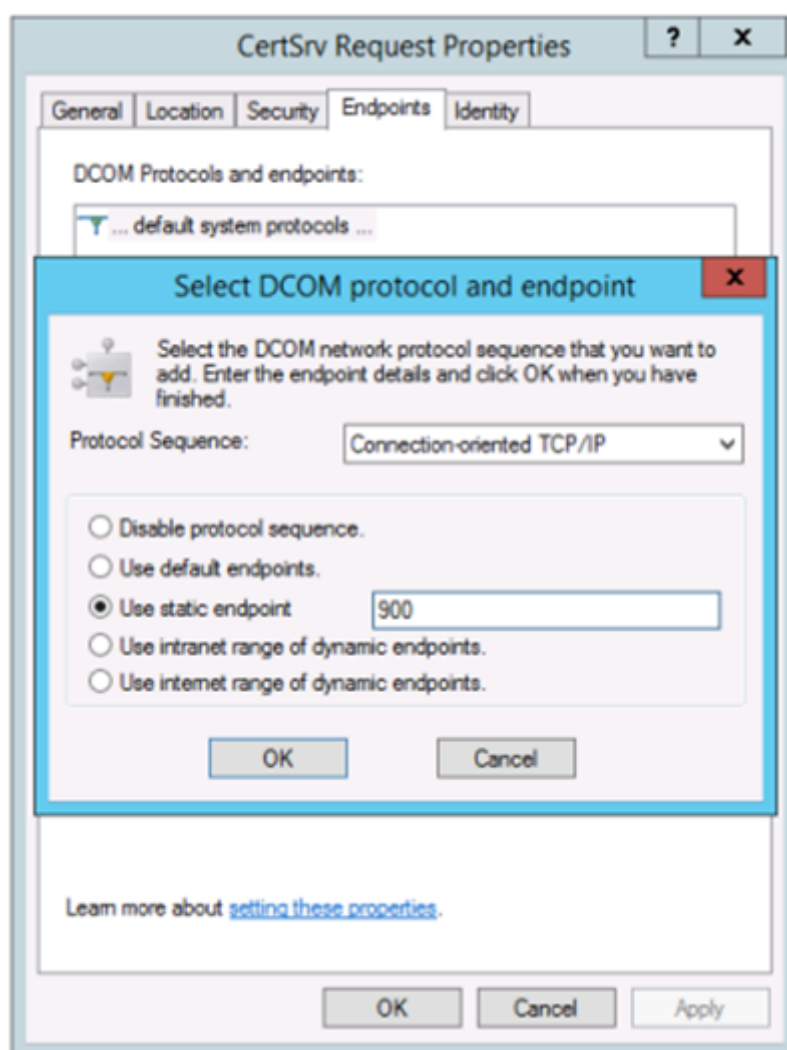 CertSrv Request Properties
? x
General Location Security Endpoints Identity
DCOM Protocols and endpoints:
... default system protocols ...
Select DCOM protocol and endpoint
x
Select the DCOM network protocol sequence that you want to
add. Enter the endpoint details and click OK when you have
finished.
Protocol Sequence: Connection-oriented TCP/IP
Disable protocol sequence.
Use default endpoints.
Use static endpoint 900
Use intranet range of dynamic endpoints.
Use internet range of dynamic endpoints.
OK Cancel
Learn more about setting these properties.
OK Cancel Apply